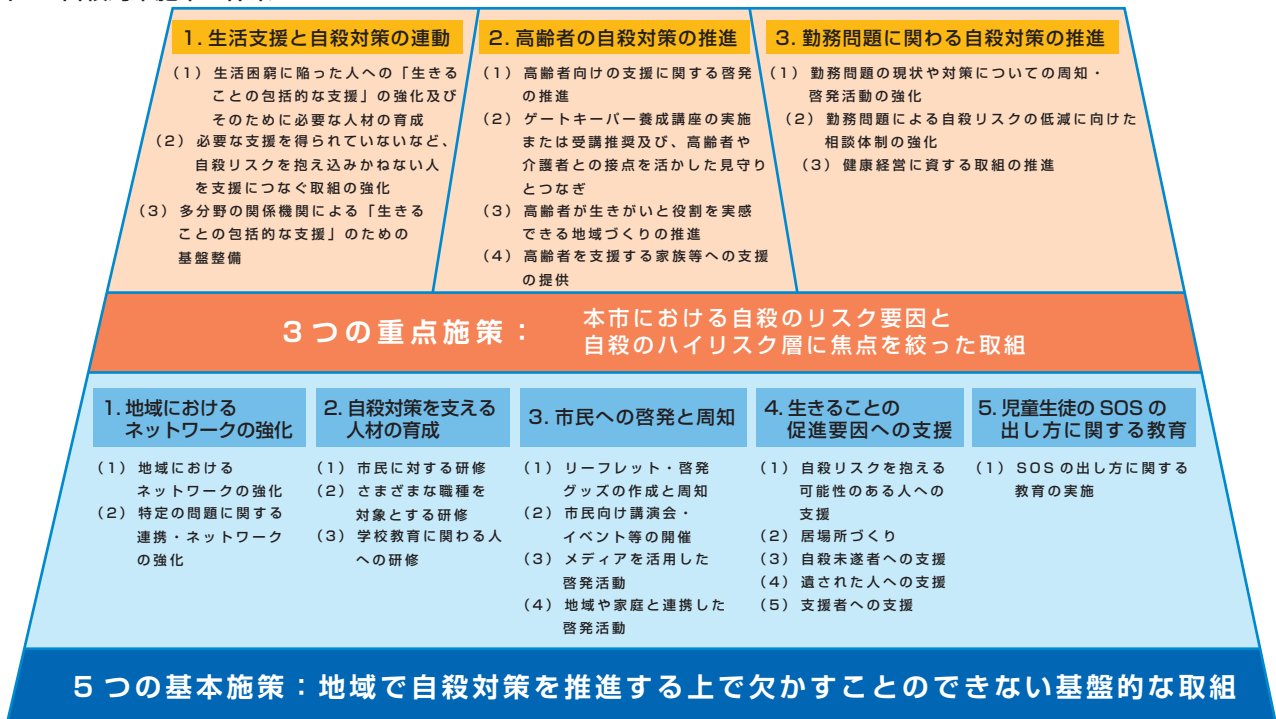 1. 生活支援と自殺対策の連動
（1）生活困窮に陥った人への「生きる
ことの包括的な支援」の強化及び
そのために必要な人材の育成
（2）必要な支援を得られていないなど、
自殺リスクを抱え込みかねない人
を支援につなぐ取組の強化
（3）多分野の関係機関による「生きる
ことの包括的な支援」のための
基盤整備
2. 高齢者の自殺対策の推進
（1）高齢者向けの支援に関する啓発
の推進
（2）ゲートキーパー養成講座の実施
または受講推奨及び、高齢者や
介護者との接点を活かした見守り
とつなぎ
（3）高齢者が生きがいと役割を実感
できる地域づくりの推進
（4）高齢者を支援する家族等への支援
の提供
3. 勤務問題に関わる自殺対策の推進
（1）勤務問題の現状や対策についての周知・
啓発活動の強化
（2）勤務問題による自殺リスクの低減に向けた
相談体制の強化
（3）健康経営に資する取組の推進
3つの重点施策：
本市における自殺のリスク要因と
自殺のハイリスク層に焦点を絞った取組
1. 地域における
ネットワークの強化
（1）地域における
ネットワークの強化
（2）特定の問題に関する
連携・ネットワーク
の強化
2. 自殺対策を支える
人材の育成
（1）市民に対する研修
（2）さまざまな職種を
対象とする研修
（3）学校教育に関わる人
への研修
3. 市民への啓発と周知
（1）リーフレット・啓発
グッズの作成と周知
（2）市民向け講演会・
イベント等の開催
（3）メディアを活用した
啓発活動
（4）地域や家庭と連携した
啓発活動
4. 生きることの
促進要因への支援
（1）自殺リスクを抱える
可能性のある人への
支援
（2）居場所づくり
（3）自殺未遂者への支援
（4）遺された人への支援
（5）支援者への支援
5. 児童生徒の SOS の
出し方に関する教育
（1）SOS の出し方に関する
教育の実施
5 つの基本施策：地域で自殺対策を推進する上で欠かすことのできない基盤的な取組